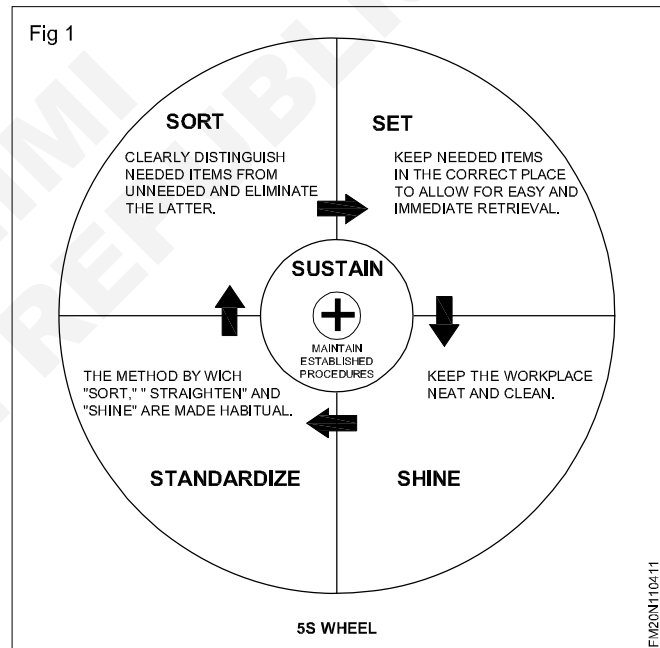 Fig 1
SORT
CLEARLY DISTINGUISH
NEEDED ITEMS FROM
UNNEEDED AND ELIMINATE
THE LATTER.
SET
KEEP NEEDED ITEMS
IN THE CORRECT PLACE
TO ALLOW FOR EASY AND
IMMEDIATE RETRIEVAL.
SUSTAIN
MAINTAIN
ESTABLISHED
PROCEDURES
THE METHOD BY WICH
"SORT," " STRAIGHTEN" AND
"SHINE" ARE MADE HABITUAL.
STANDARDIZE
KEEP THE WORKPLACE
NEAT AND CLEAN.
SHINE
5S WHEEL
FM20N110411